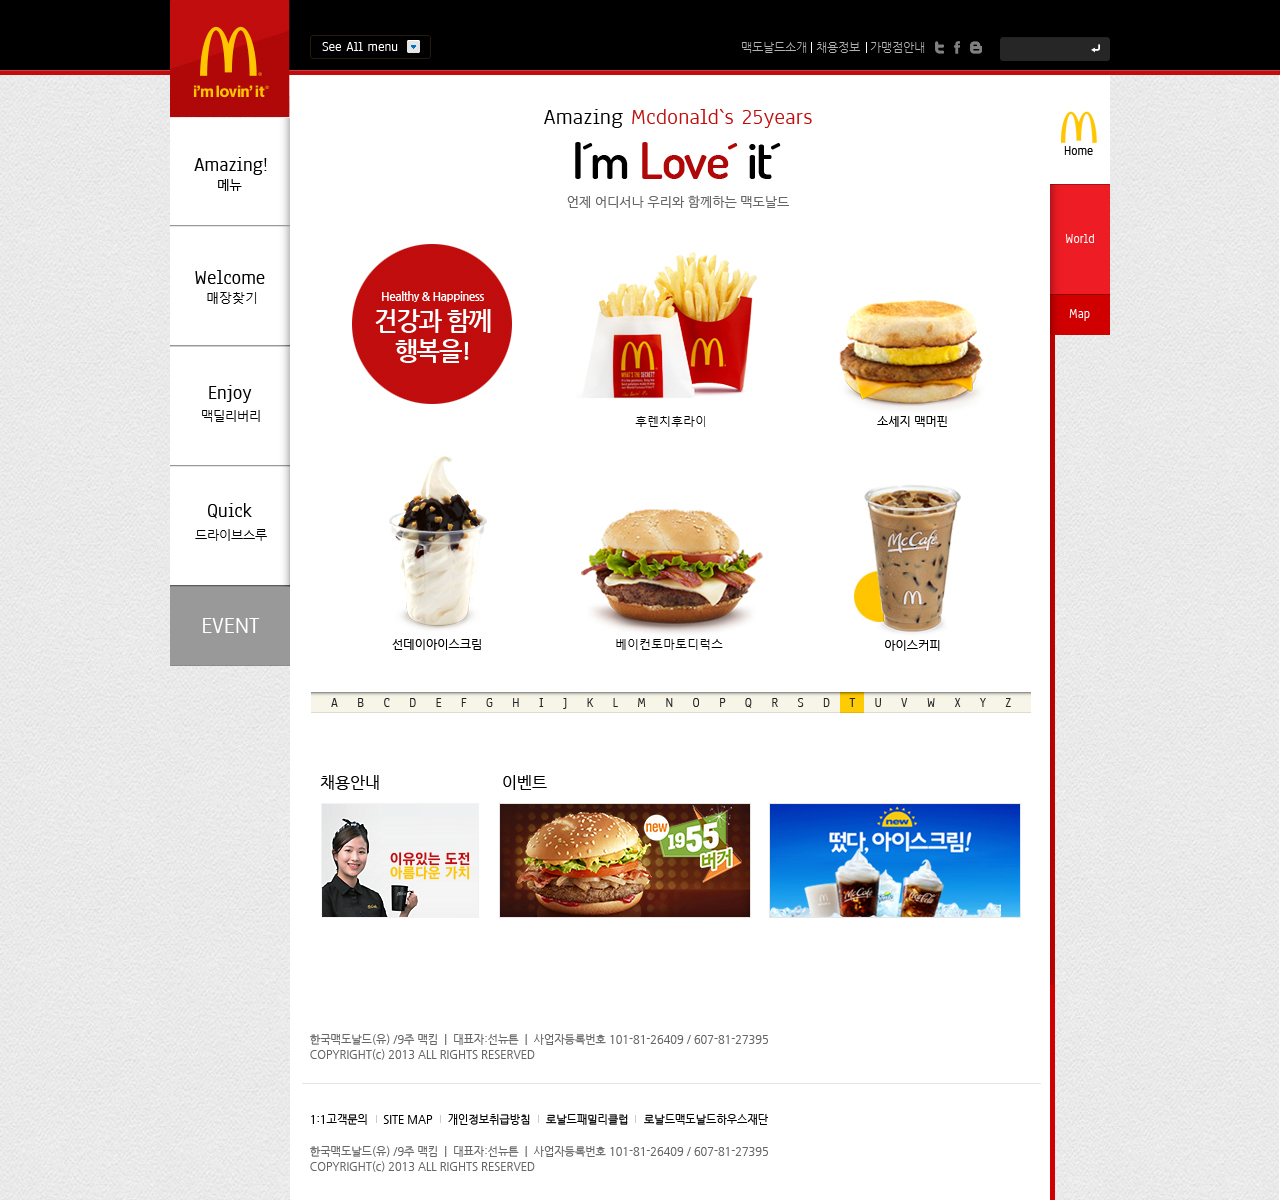 See All menu
맥도날드소개 | 채용정보 | 가맹점안내
i'm lovin' it®
Amazing!
메뉴
Welcome
매장찾기
Enjoy
맥딜리버리
Quick
드라이브스루
EVENT
Amazing Mcdonald`s 25years
I´m Love´ it´
언제 어디서나 우리와 함께하는 맥도날드
Home
World
Map
Healthy & Happiness
건강과 함께
행복을!
WHAT'S THE SECRET?
후렌치후라이
소세지 맥머핀
선데이아이스크림
베이컨토마토디럭스
McCafe
아이스커피
A B C D E F G H I J K L M N O P Q R S D T U V W X Y Z
채용안내
이벤트
이유있는 도전
아름다운 가치
new
1955
버거
new
떴다, 아이스크림!
McCafe
Coca-Cola
한국맥도날드(유) /9주 맥킴 | 대표자:선뉴튼 | 사업자등록번호 101-81-26409 / 607-81-27395
COPYRIGHT(c) 2013 ALL RIGHTS RESERVED
1:1고객문의 | SITE MAP | 개인정보취급방침 | 로날드패밀리클럽 | 로날드맥도날드하우스재단
한국맥도날드(유) /9주 맥킴 | 대표자:선뉴튼 | 사업자등록번호 101-81-26409 / 607-81-27395
COPYRIGHT(c) 2013 ALL RIGHTS RESERVED